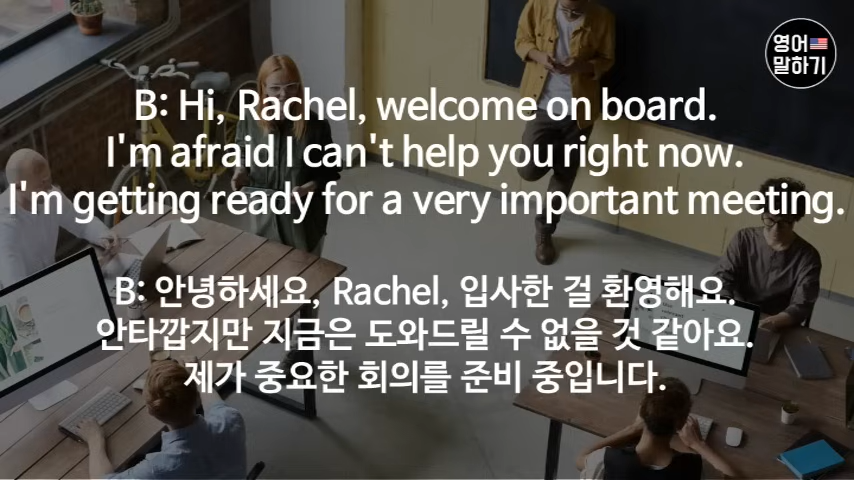 영어
말하기
B: Hi, Rachel, welcome on board.
I'm afraid I can't help you right now.
I'm getting ready for a very important meeting.
B: 안녕하세요, Rachel, 입사한 걸 환영해요.
안타깝지만 지금은 도와드릴 수 없을 것 같아요.
제가 중요한 회의를 준비 중입니다.